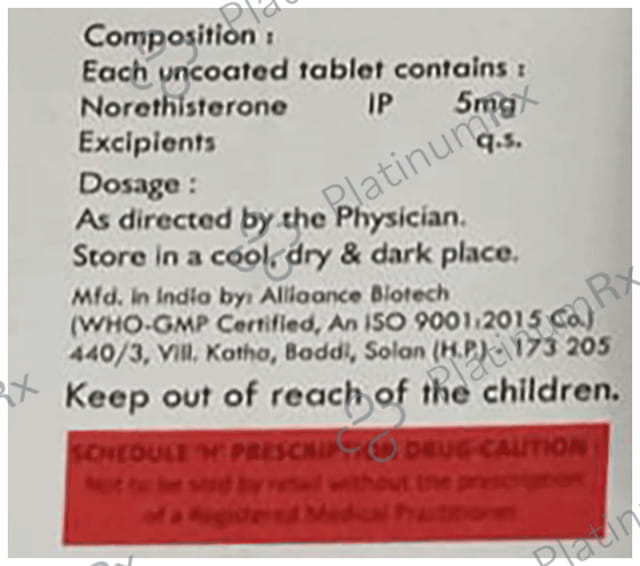 Composition :
Each uncoated tablet contains :
Norethisterone IP 5mg
Excipients q.s.
Dosage :
As directed by the Physician.
Store in a cool, dry & dark place.
Mfd. in India by: Alliaance Biotech
(WHO-GMP Certified, An ISO 9001:2015 Co.)
440/3, Vill. Katha, Baddi, Solan (H.P.) - 173 205
Keep out of reach of the children.
SCHEDULE 'H' PRESCRIPTION DRUG-CAUTION :
Not to be sold by retail without the prescription
of a Registered Medical Practitioner
PlatinumRx
PlatinumRx
PlatinumRx